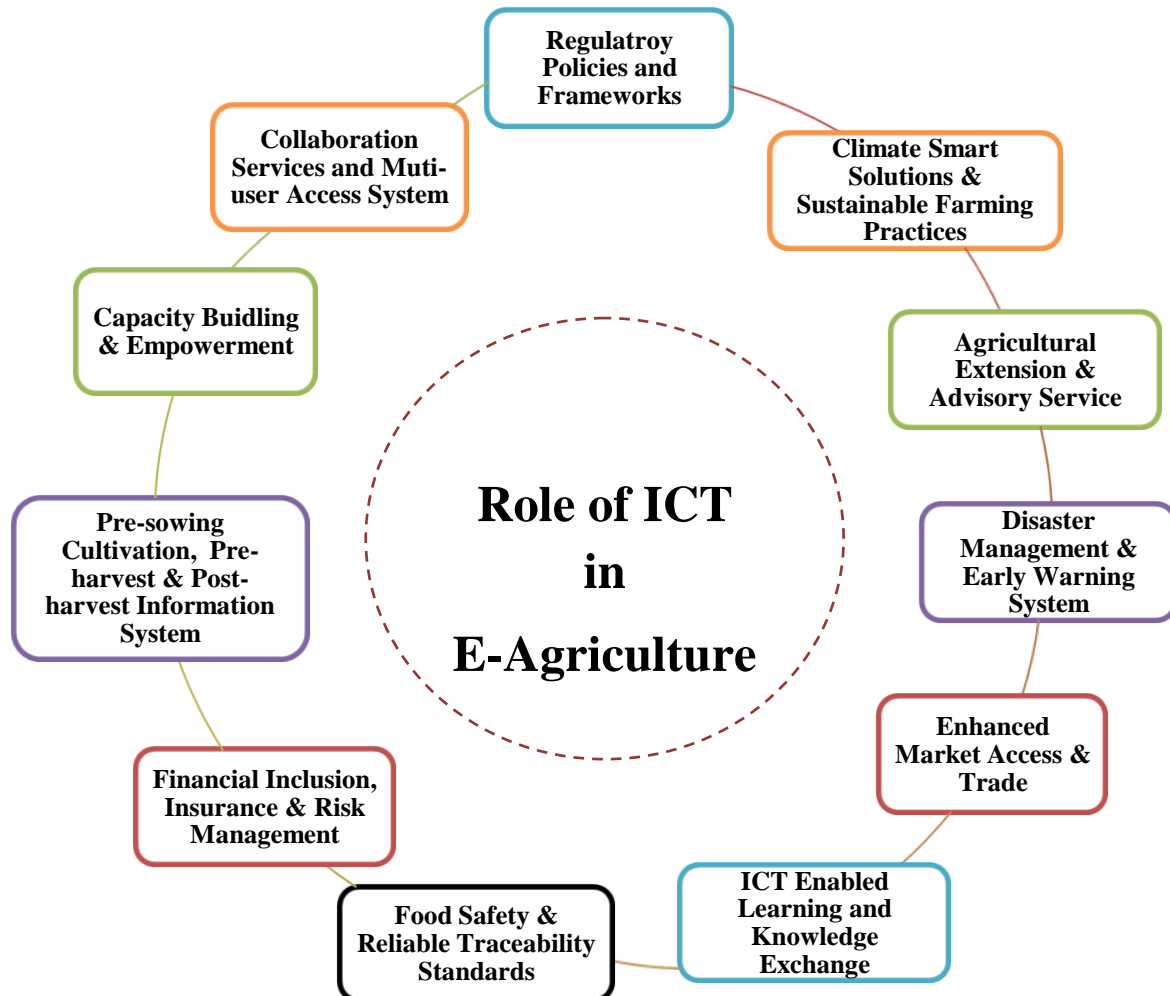 Regulatroy
Policies and
Frameworks
Climate Smart
Solutions &
Sustainable Farming
Practices
Agricultural
Extension &
Advisory Service
Disaster
Management &
Early Warning
System
Enhanced
Market Access &
Trade
ICT Enabled
Learning and
Knowledge
Exchange
Food Safety &
Reliable Traceability
Standards
Financial Inclusion,
Insurance & Risk
Management
Pre-sowing
Cultivation, Pre-
harvest & Post-
harvest Information
System
Capacity Buidling
& Empowerment
Collaboration
Services and Muti-
user Access System
Role of ICT
in
E-Agriculture